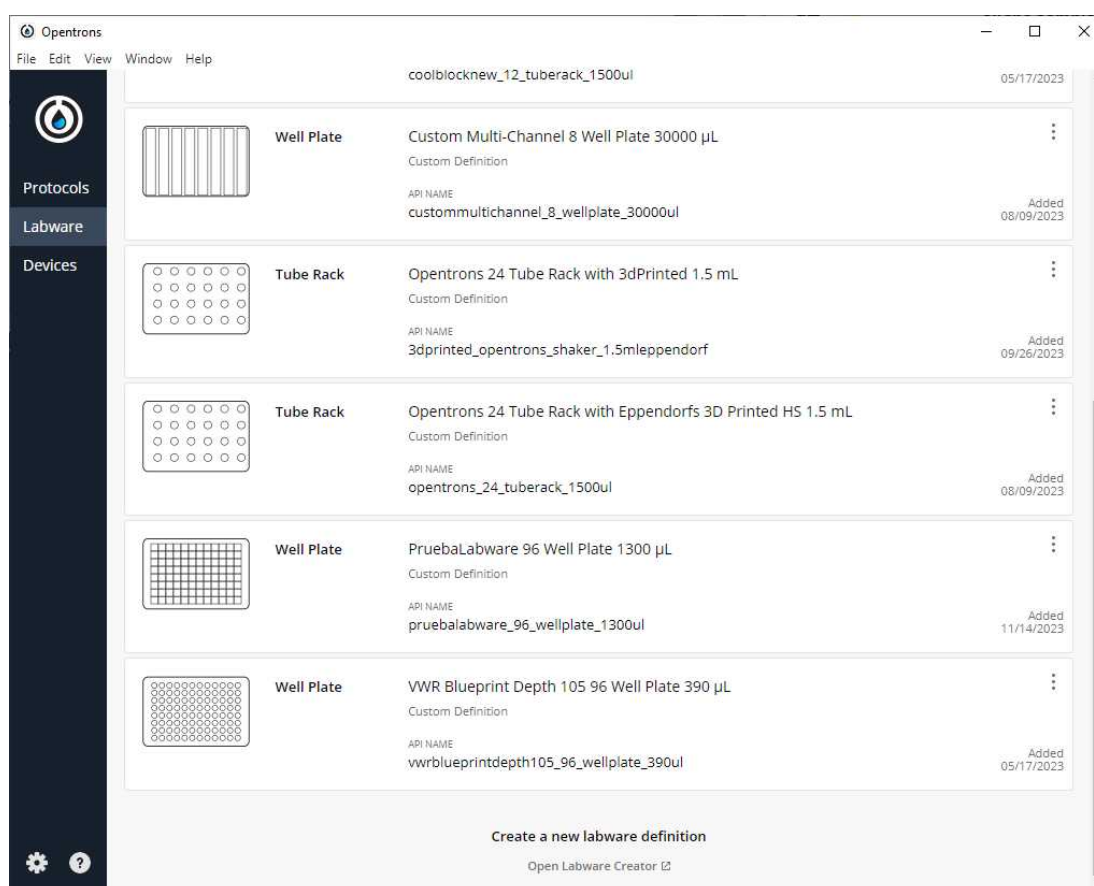 Opentrons
File Edit View Window Help
coolblocknew_12_tuberack_1500ul
05/17/2023
Protocols
Labware
Devices
Well Plate
Custom Multi-Channel 8 Well Plate 30000 µL
Custom Definition
API NAME
custommultichannel_8_wellplate_30000ul
Added
08/09/2023
Tube Rack
Opentrons 24 Tube Rack with 3dPrinted 1.5 mL
Custom Definition
API NAME
3dprinted_opentrons_shaker_1.5mleppendorf
Added
09/26/2023
Tube Rack
Opentrons 24 Tube Rack with Eppendorfs 3D Printed HS 1.5 mL
Custom Definition
API NAME
opentrons_24_tuberack_1500ul
Added
08/09/2023
Well Plate
PruebaLabware 96 Well Plate 1300 µL
Custom Definition
API NAME
pruebalabware_96_wellplate_1300ul
Added
11/14/2023
Well Plate
VWR Blueprint Depth 105 96 Well Plate 390 µL
Custom Definition
API NAME
vwrblueprintdepth105_96_wellplate_390ul
Added
05/17/2023
Create a new labware definition
Open Labware Creator